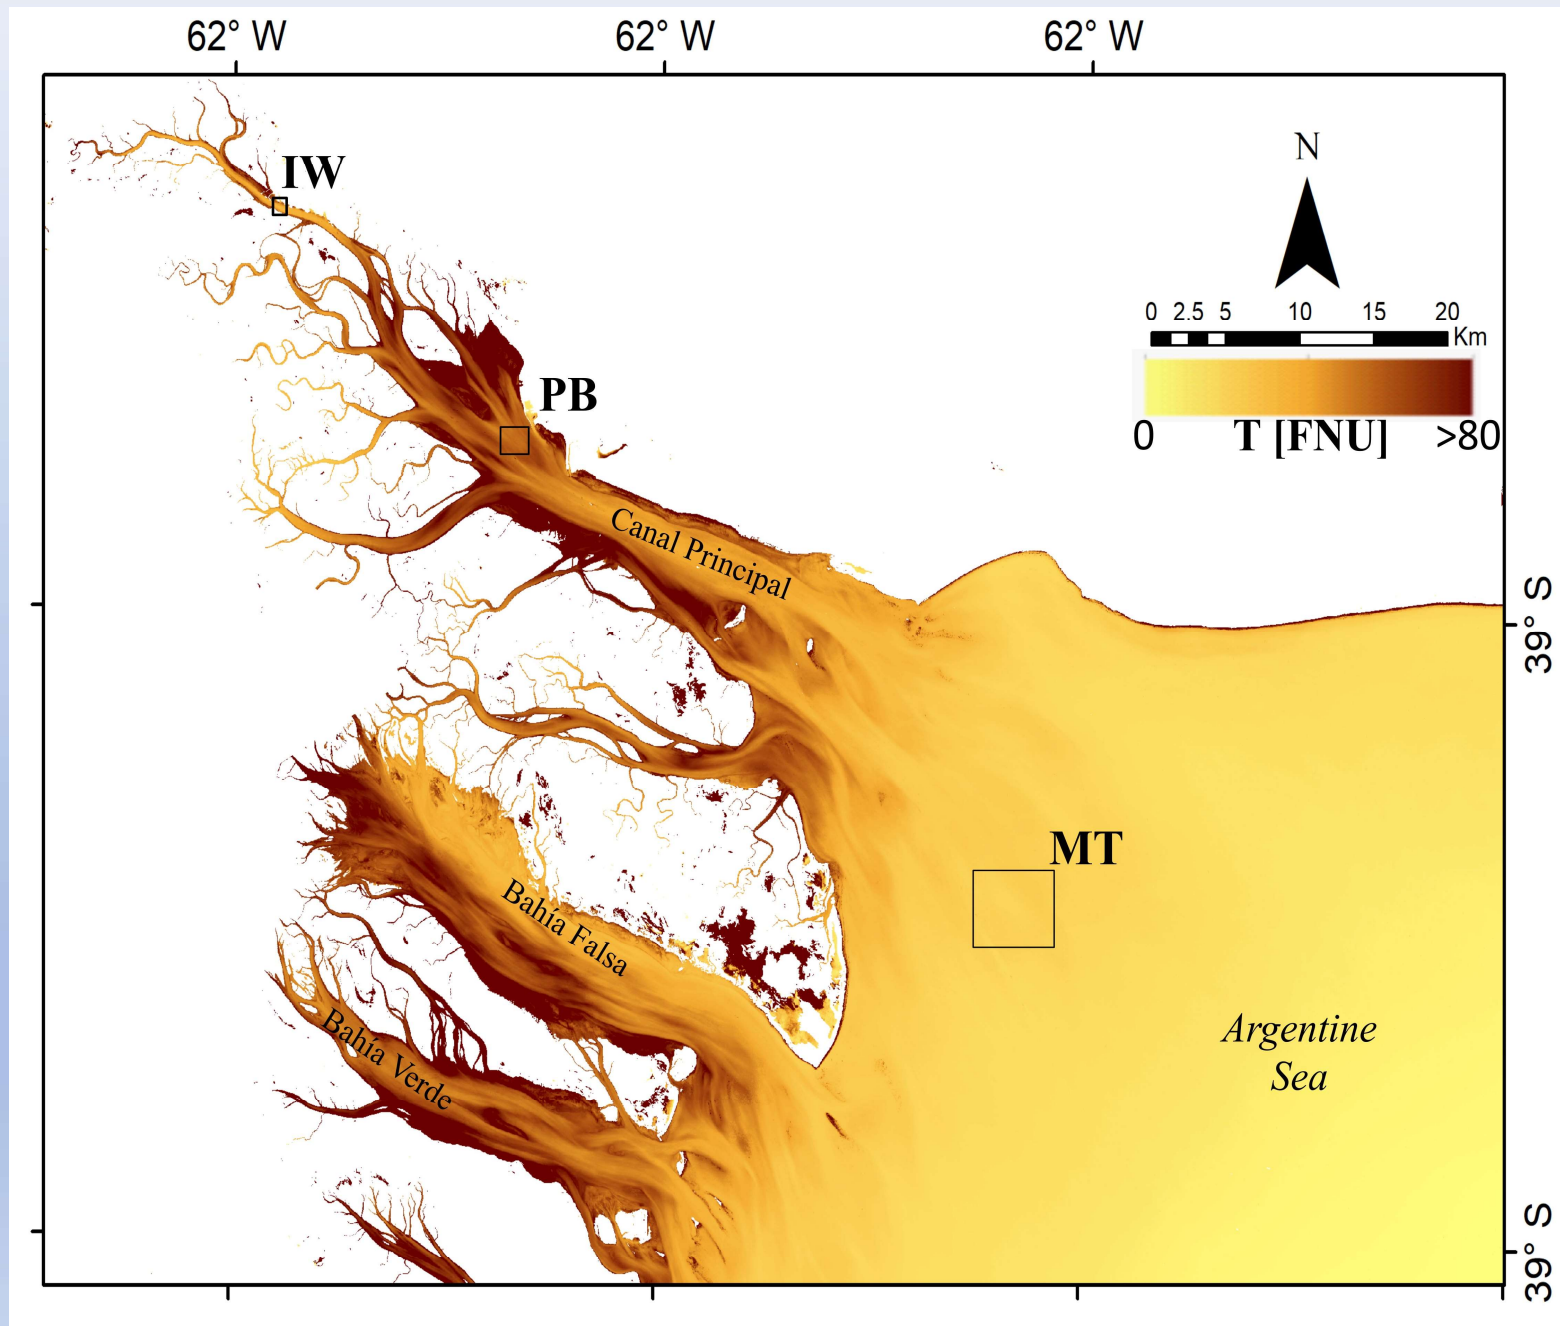 62° W
62° W
62° W
IW
N
0 2.5 5 10 15 20
Km
PB
0 T [FNU] >80
Canal Principal
39° S
MT
Bahía Falsa
Bahía Verde
Argentine
Sea
39° S